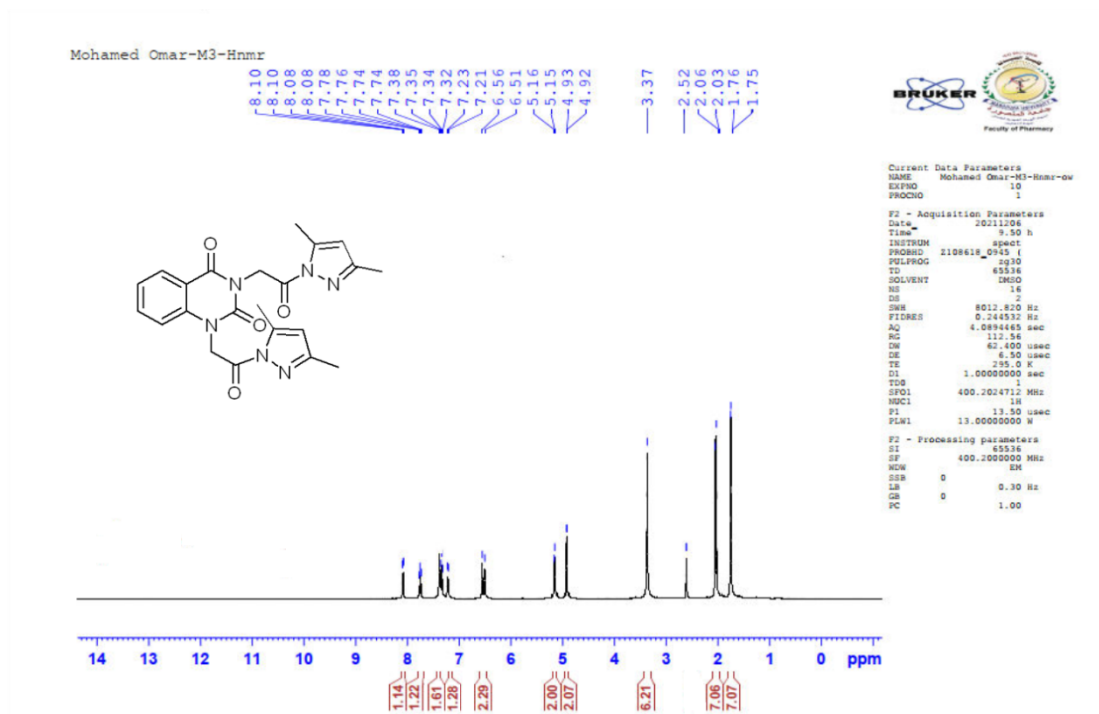 Mohamed Omar-M3-Hnmr
8.10
8.10
8.08
8.08
7.78
7.76
7.74
7.74
7.38
7.35
7.34
7.32
7.23
7.21
6.56
6.51
5.16
5.15
4.93
4.92
3.37
2.52
2.06
2.03
1.76
1.75
BRUKER
Faculty of Pharmacy
Current Data Parameters
NAME Mohamed Omar-M3-Hnmr-ow
EXPNO 10
PROCNO 1
F2 - Acquisition Parameters
Date_ 20211206
Time 9.50 h
INSTRUM spect
PROBHD Z108618_0945 (
PULPROG zg30
TD 65536
SOLVENT DMSO
NS 16
DS 2
SWH 8012.820 Hz
FIDRES 0.244532 Hz
AQ 4.0894465 sec
RG 112.56
DW 62.400 usec
DE 6.50 usec
TE 295.0 K
D1 1.00000000 sec
TD0 1
SFO1 400.2024712 MHz
NUC1 1H
P1 13.50 usec
PLW1 13.00000000 W
F2 - Processing parameters
SI 65536
SF 400.2000000 MHz
WDW EM
SSB 0
LB 0.30 Hz
GB 0
PC 1.00
O
N
O
N
N
O
N
O
N
N
O
14 13 12 11 10 9 8 7 6 5 4 3 2 1 0 ppm
1.14
1.22
1.61
1.28
2.29
2.00
2.07
6.21
7.06
7.07